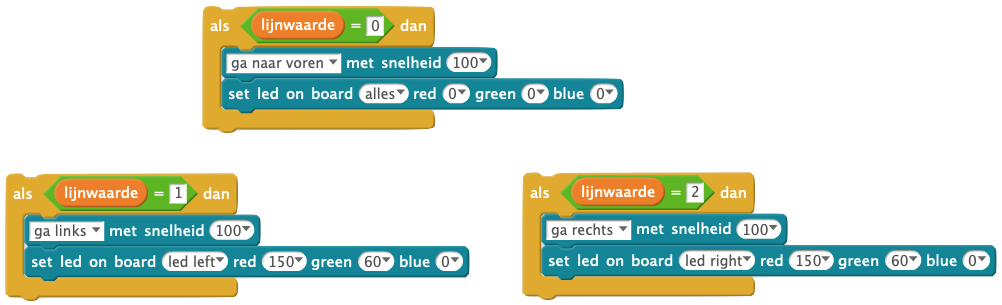 als lijnwaarde = 0 dan
ga naar voren met snelheid 100
set led on board alles red 0 green 0 blue 0
als lijnwaarde = 1 dan
ga links met snelheid 100
set led on board led left red 150 green 60 blue 0
als lijnwaarde = 2 dan
ga rechts met snelheid 100
set led on board led right red 150 green 60 blue 0